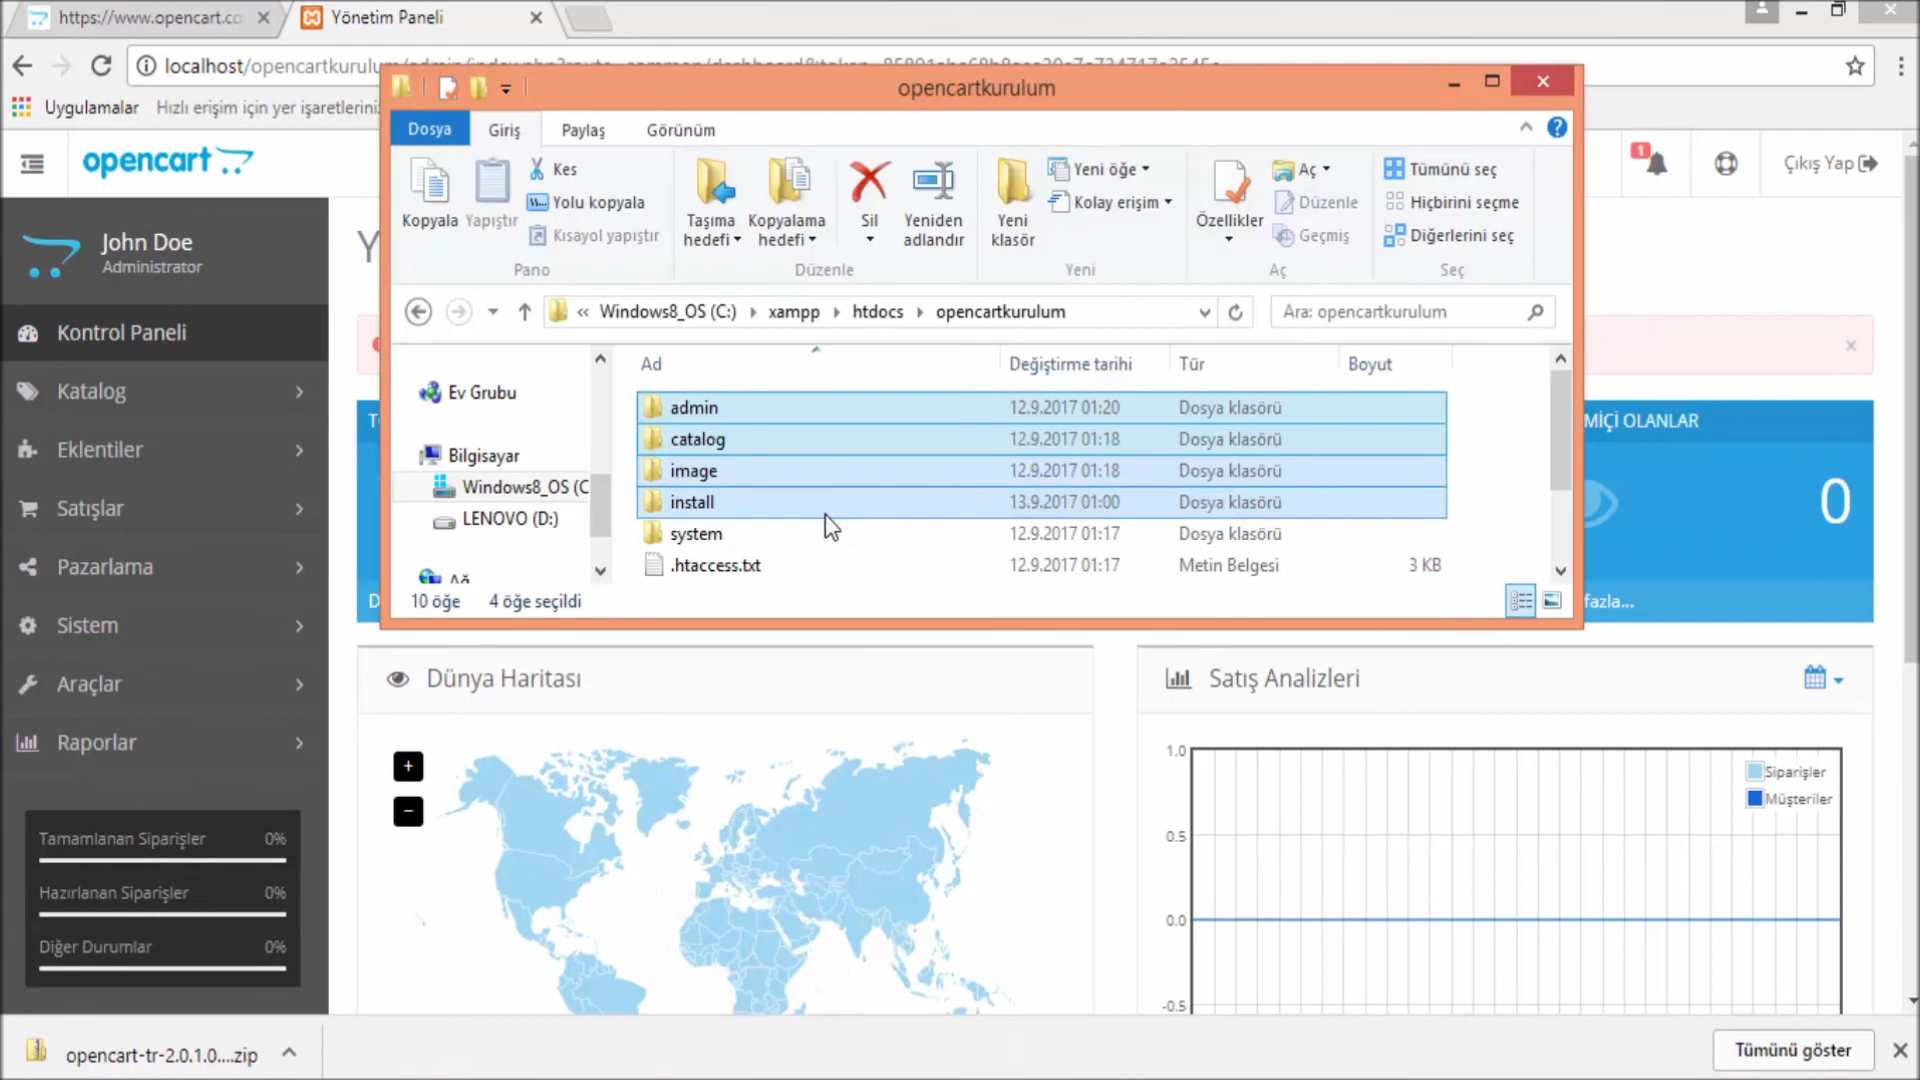 https://www.opencart.co
Yönetim Paneli
Uygulamalar
Hızlı erişim için yer işaretlerini
opencart
1
Çıkış Yap
John Doe
Administrator
Kontrol Paneli
Katalog
Eklentiler
Satışlar
Pazarlama
Sistem
Araçlar
Raporlar
Tamamlanan Siparişler 0%
Hazırlanan Siparişler 0%
Diğer Durumlar 0%
opencartkurulum
Dosya Giriş Paylaş Görünüm
Kopyala
Yapıştır
Kes
Yolu kopyala
Kısayol yapıştır
Pano
Taşıma hedefi
Kopyalama hedefi
Sil
Yeniden adlandır
Düzenle
Yeni klasör
Yeni öğe
Kolay erişim
Yeni
Özellikler
Aç
Düzenle
Geçmiş
Aç
Tümünü seç
Hiçbirini seçme
Diğerlerini seç
Seç
Windows8_OS (C:) xampp htdocs opencartkurulum
Ara: opencartkurulum
Ev Grubu
Bilgisayar
Windows8_OS (C
LENOVO (D:)
Ağ
Ad Değiştirme tarihi Tür Boyut
admin 12.9.2017 01:20 Dosya klasörü
catalog 12.9.2017 01:18 Dosya klasörü
image 12.9.2017 01:18 Dosya klasörü
install 13.9.2017 01:00 Dosya klasörü
system 12.9.2017 01:17 Dosya klasörü
.htaccess.txt 12.9.2017 01:17 Metin Belgesi 3 KB
10 öğe 4 öğe seçildi
MİÇİ OLANLAR
0
fazla...
Dünya Haritası
+
−
Satış Analizleri
1.0
0.5
0.0
-0.5
Siparişler
Müşteriler
opencart-tr-2.0.1.0....zip
Tümünü göster